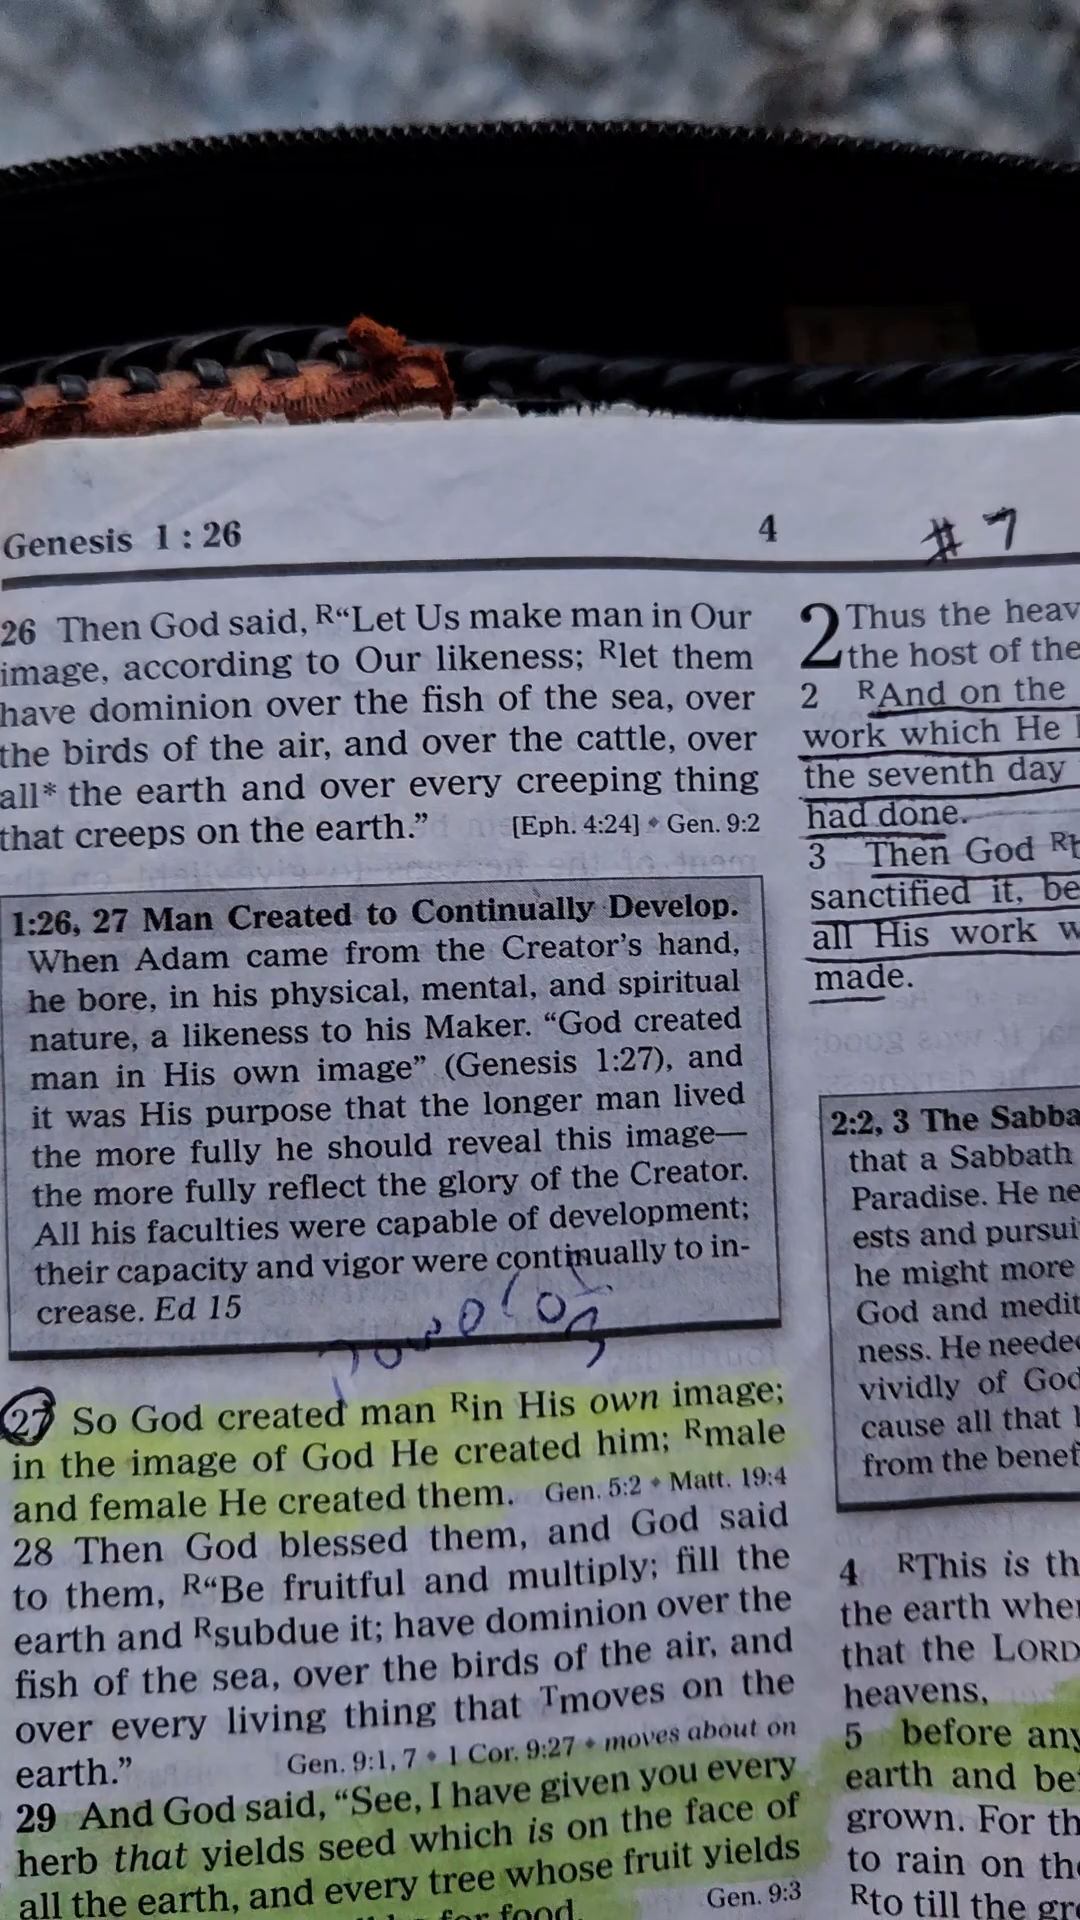 Genesis 1:26
4
# 7
26 Then God said, R“Let Us make man in Our
image, according to Our likeness; Rlet them
have dominion over the fish of the sea, over
the birds of the air, and over the cattle, over
all* the earth and over every creeping thing
that creeps on the earth.” [Eph. 4:24] • Gen. 9:2
1:26, 27 Man Created to Continually Develop.
When Adam came from the Creator’s hand,
he bore, in his physical, mental, and spiritual
nature, a likeness to his Maker. “God created
man in His own image” (Genesis 1:27), and
it was His purpose that the longer man lived
the more fully he should reveal this image—
the more fully reflect the glory of the Creator.
All his faculties were capable of development;
their capacity and vigor were continually to in-
crease. Ed 15
27 So God created man Rin His own image;
in the image of God He created him; Rmale
and female He created them. Gen. 5:2 • Matt. 19:4
28 Then God blessed them, and God said
to them, R“Be fruitful and multiply; fill the
earth and Rsubdue it; have dominion over the
fish of the sea, over the birds of the air, and
over every living thing that Tmoves on the
earth.” Gen. 9:1, 7 • 1 Cor. 9:27 • moves about on
29 And God said, “See, I have given you every
herb that yields seed which is on the face of
all the earth, and every tree whose fruit yields
for food. Gen. 9:3
2 Thus the heav
the host of the
2 RAnd on the
work which He
the seventh day
had done.
3 Then God R
sanctified it, be
all His work w
made.
2:2, 3 The Sabba
that a Sabbath
Paradise. He ne
ests and pursui
he might more
God and medit
ness. He neede
vividly of God
cause all that
from the benef
4 RThis is th
the earth when
that the LORD
heavens,
5 before any
earth and be
grown. For th
to rain on the
Rto till the gr